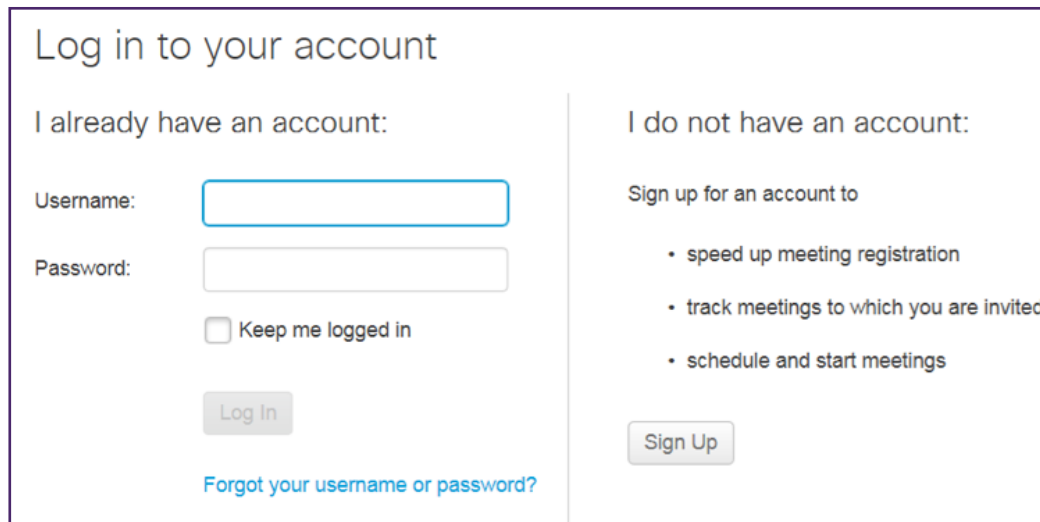 Log in to your account
I already have an account:
Username:
Password:
Keep me logged in
Log In
Forgot your username or password?
I do not have an account:
Sign up for an account to
• speed up meeting registration
• track meetings to which you are invited
• schedule and start meetings
Sign Up